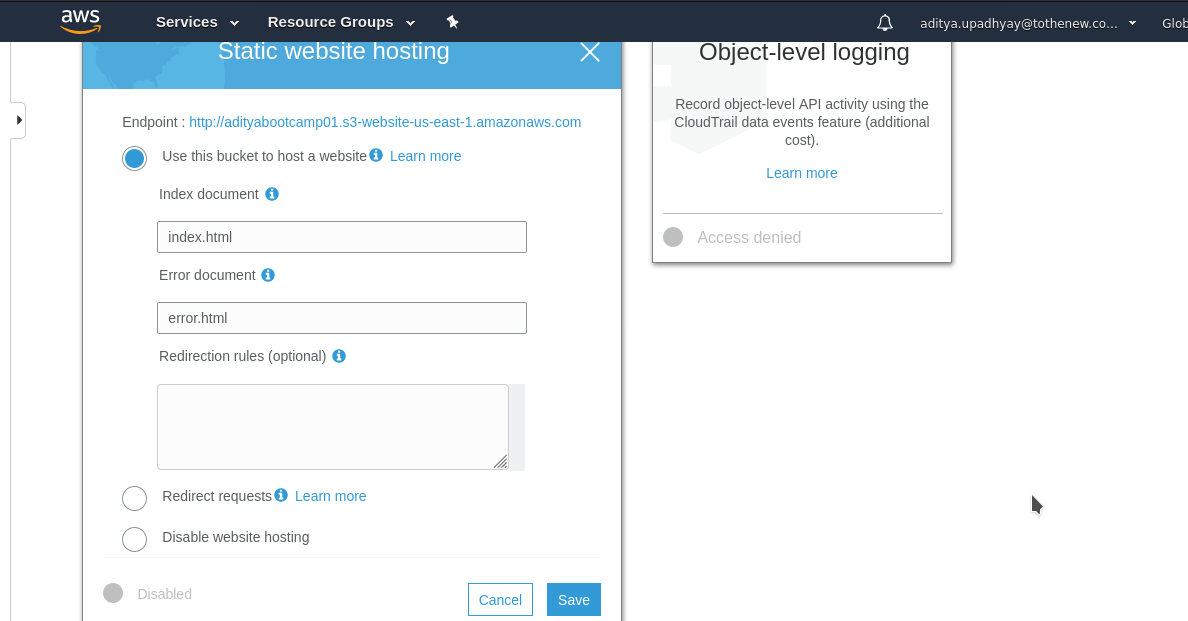 aws Services Resource Groups aditya.upadhyay@tothenew.co... Glob
Static website hosting
Endpoint : http://adityabootcamp01.s3-website-us-east-1.amazonaws.com
Use this bucket to host a website Learn more
Index document
index.html
Error document
error.html
Redirection rules (optional)
Redirect requests Learn more
Disable website hosting
Disabled
Cancel
Save
Object-level logging
Record object-level API activity using the
CloudTrail data events feature (additional
cost).
Learn more
Access denied